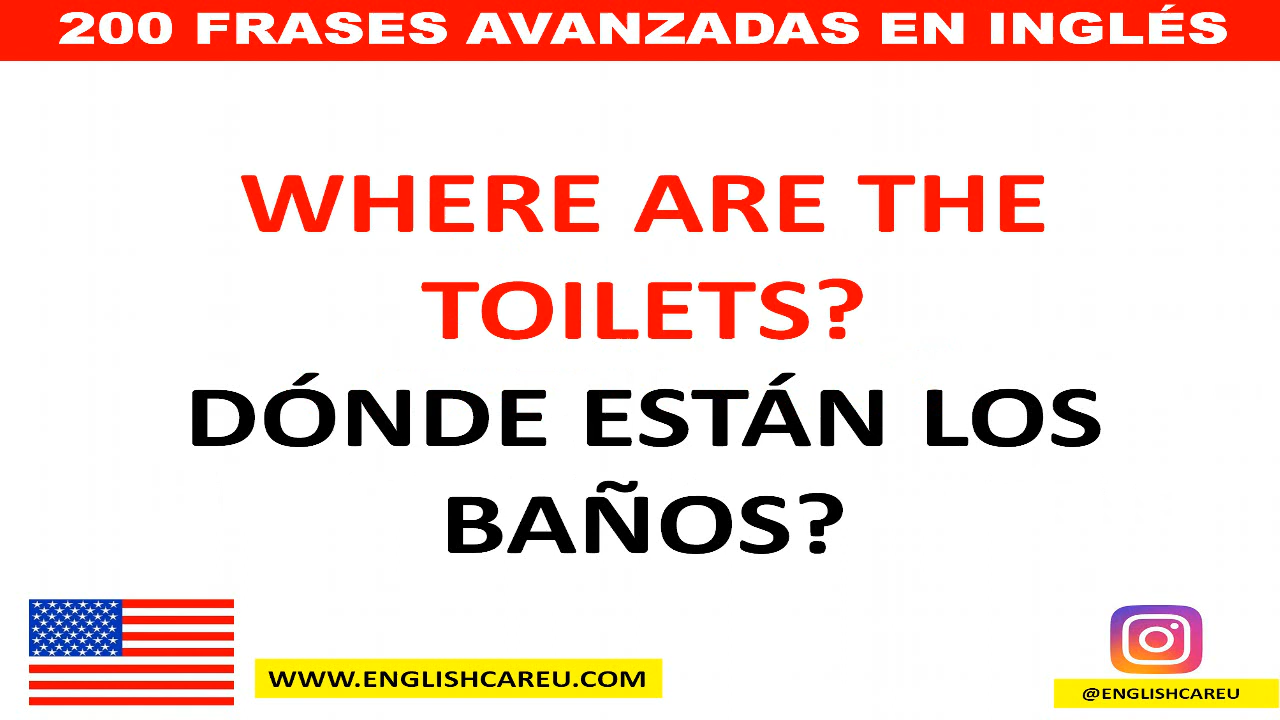 200 FRASES AVANZADAS EN INGLÉS
WHERE ARE THE
TOILETS?
DÓNDE ESTÁN LOS
BAÑOS?
WWW.ENGLISHCAREU.COM
@ENGLISHCAREU